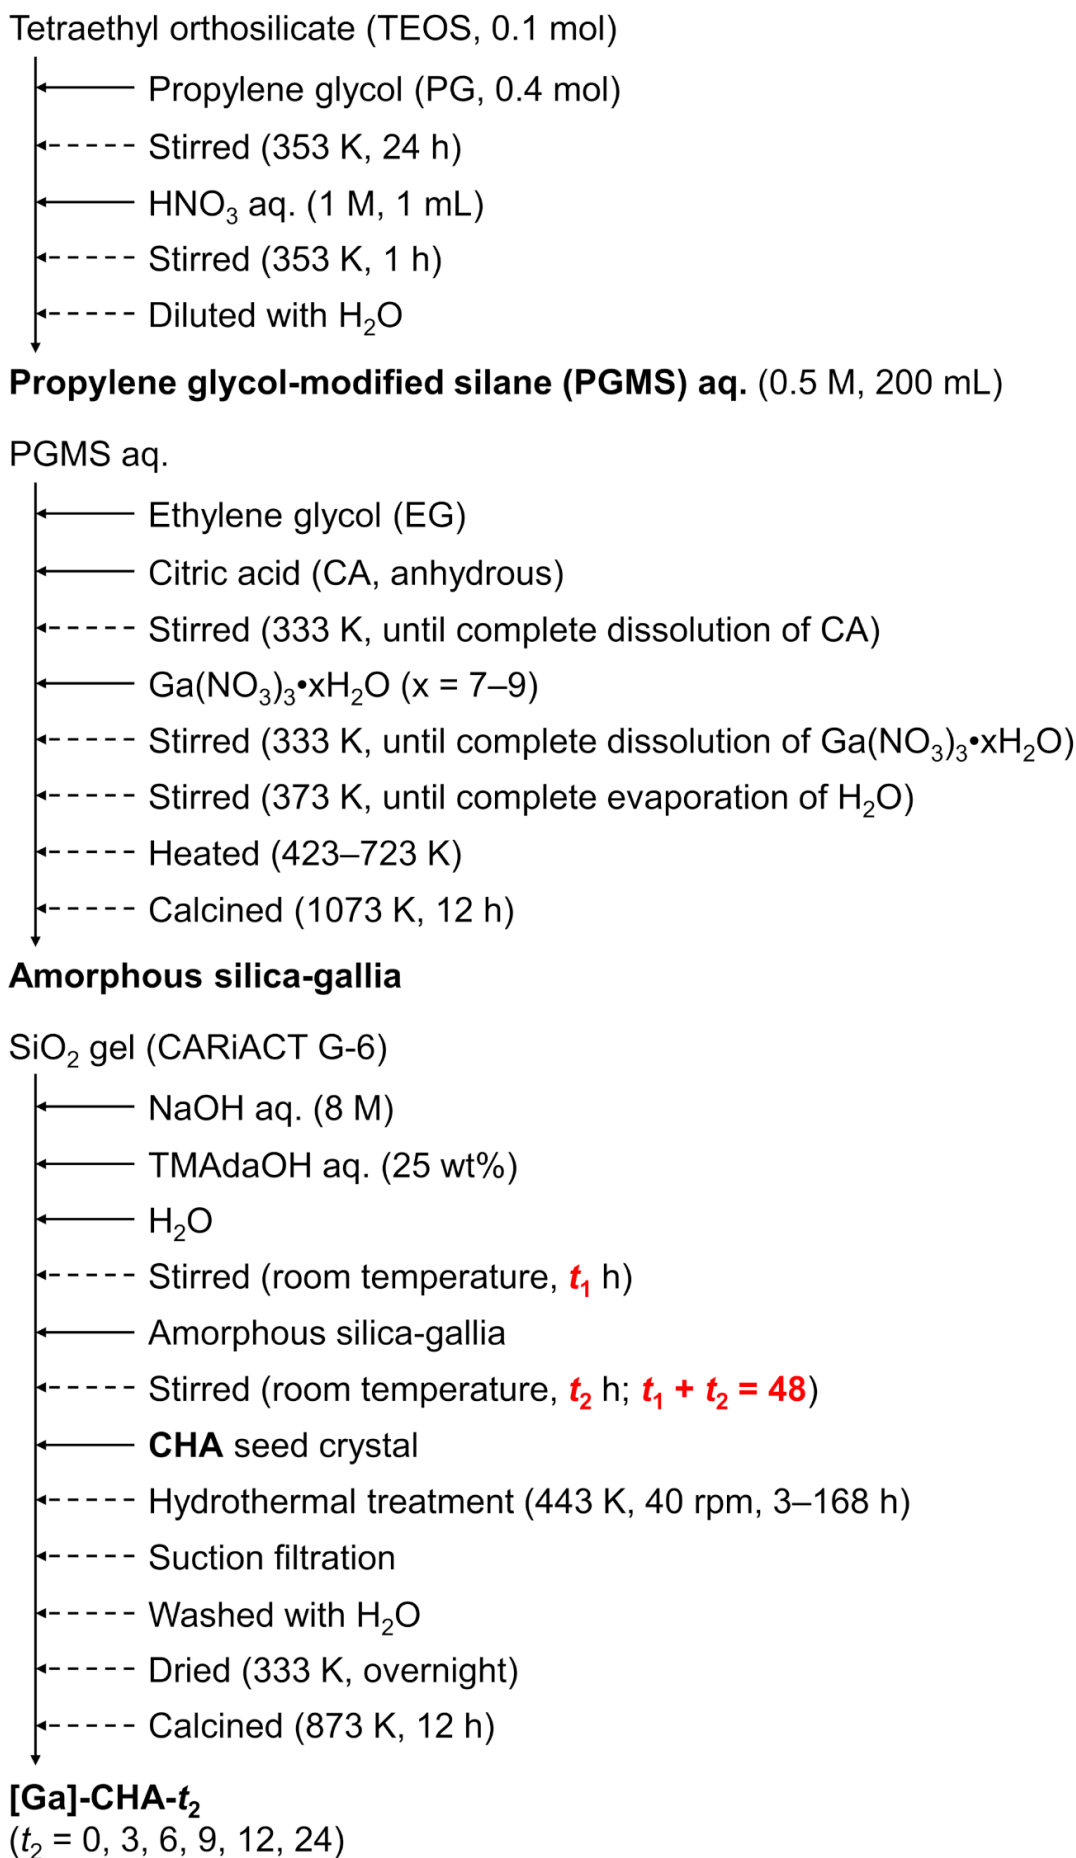 Tetraethyl orthosilicate (TEOS, 0.1 mol)
Propylene glycol (PG, 0.4 mol)
Stirred (353 K, 24 h)
HNO₃ aq. (1 M, 1 mL)
Stirred (353 K, 1 h)
Diluted with H₂O
Propylene glycol-modified silane (PGMS) aq. (0.5 M, 200 mL)
PGMS aq.
Ethylene glycol (EG)
Citric acid (CA, anhydrous)
Stirred (333 K, until complete dissolution of CA)
Ga(NO₃)₃•xH₂O (x = 7–9)
Stirred (333 K, until complete dissolution of Ga(NO₃)₃•xH₂O)
Stirred (373 K, until complete evaporation of H₂O)
Heated (423–723 K)
Calcined (1073 K, 12 h)
Amorphous silica-gallia
SiO₂ gel (CARiACT G-6)
NaOH aq. (8 M)
TMAdaOH aq. (25 wt%)
H₂O
Stirred (room temperature, t₁ h)
Amorphous silica-gallia
Stirred (room temperature, t₂ h; t₁ + t₂ = 48)
CHA seed crystal
Hydrothermal treatment (443 K, 40 rpm, 3–168 h)
Suction filtration
Washed with H₂O
Dried (333 K, overnight)
Calcined (873 K, 12 h)
[Ga]-CHA-t₂
(t₂ = 0, 3, 6, 9, 12, 24)